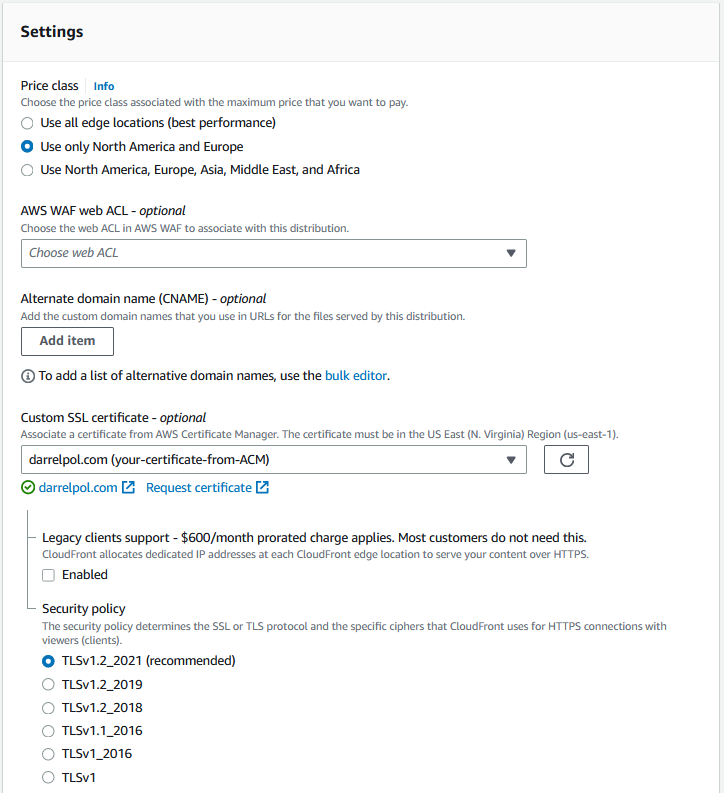 Settings
Price class Info
Choose the price class associated with the maximum price that you want to pay.
Use all edge locations (best performance)
Use only North America and Europe
Use North America, Europe, Asia, Middle East, and Africa
AWS WAF web ACL - optional
Choose the web ACL in AWS WAF to associate with this distribution.
Choose web ACL
Alternate domain name (CNAME) - optional
Add the custom domain names that you use in URLs for the files served by this distribution.
Add item
To add a list of alternative domain names, use the bulk editor.
Custom SSL certificate - optional
Associate a certificate from AWS Certificate Manager. The certificate must be in the US East (N. Virginia) Region (us-east-1).
darrelpol.com (your-certificate-from-ACM)
darrelpol.com Request certificate
Legacy clients support - $600/month prorated charge applies. Most customers do not need this.
CloudFront allocates dedicated IP addresses at each CloudFront edge location to serve your content over HTTPS.
Enabled
Security policy
The security policy determines the SSL or TLS protocol and the specific ciphers that CloudFront uses for HTTPS connections with
viewers (clients).
TLSv1.2_2021 (recommended)
TLSv1.2_2019
TLSv1.2_2018
TLSv1.1_2016
TLSv1_2016
TLSv1